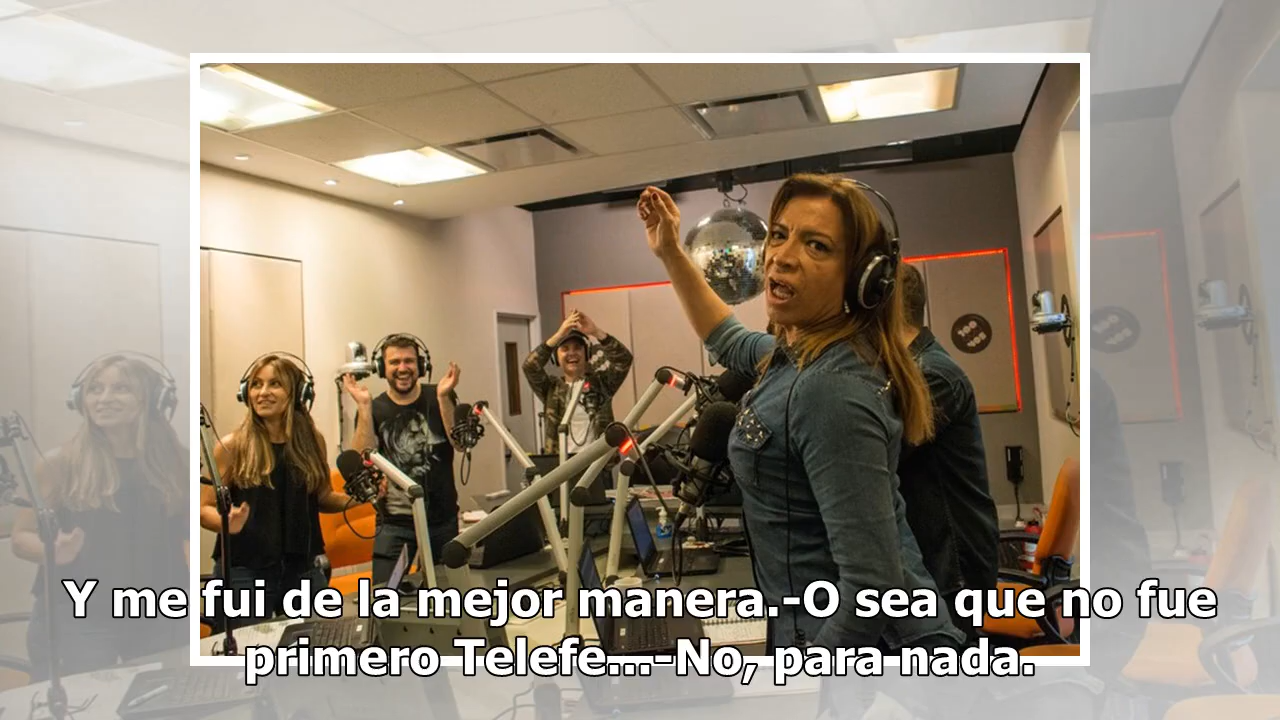 Y me fui de la mejor manera.-O sea que no fue
primero Telefe...-No, para nada.